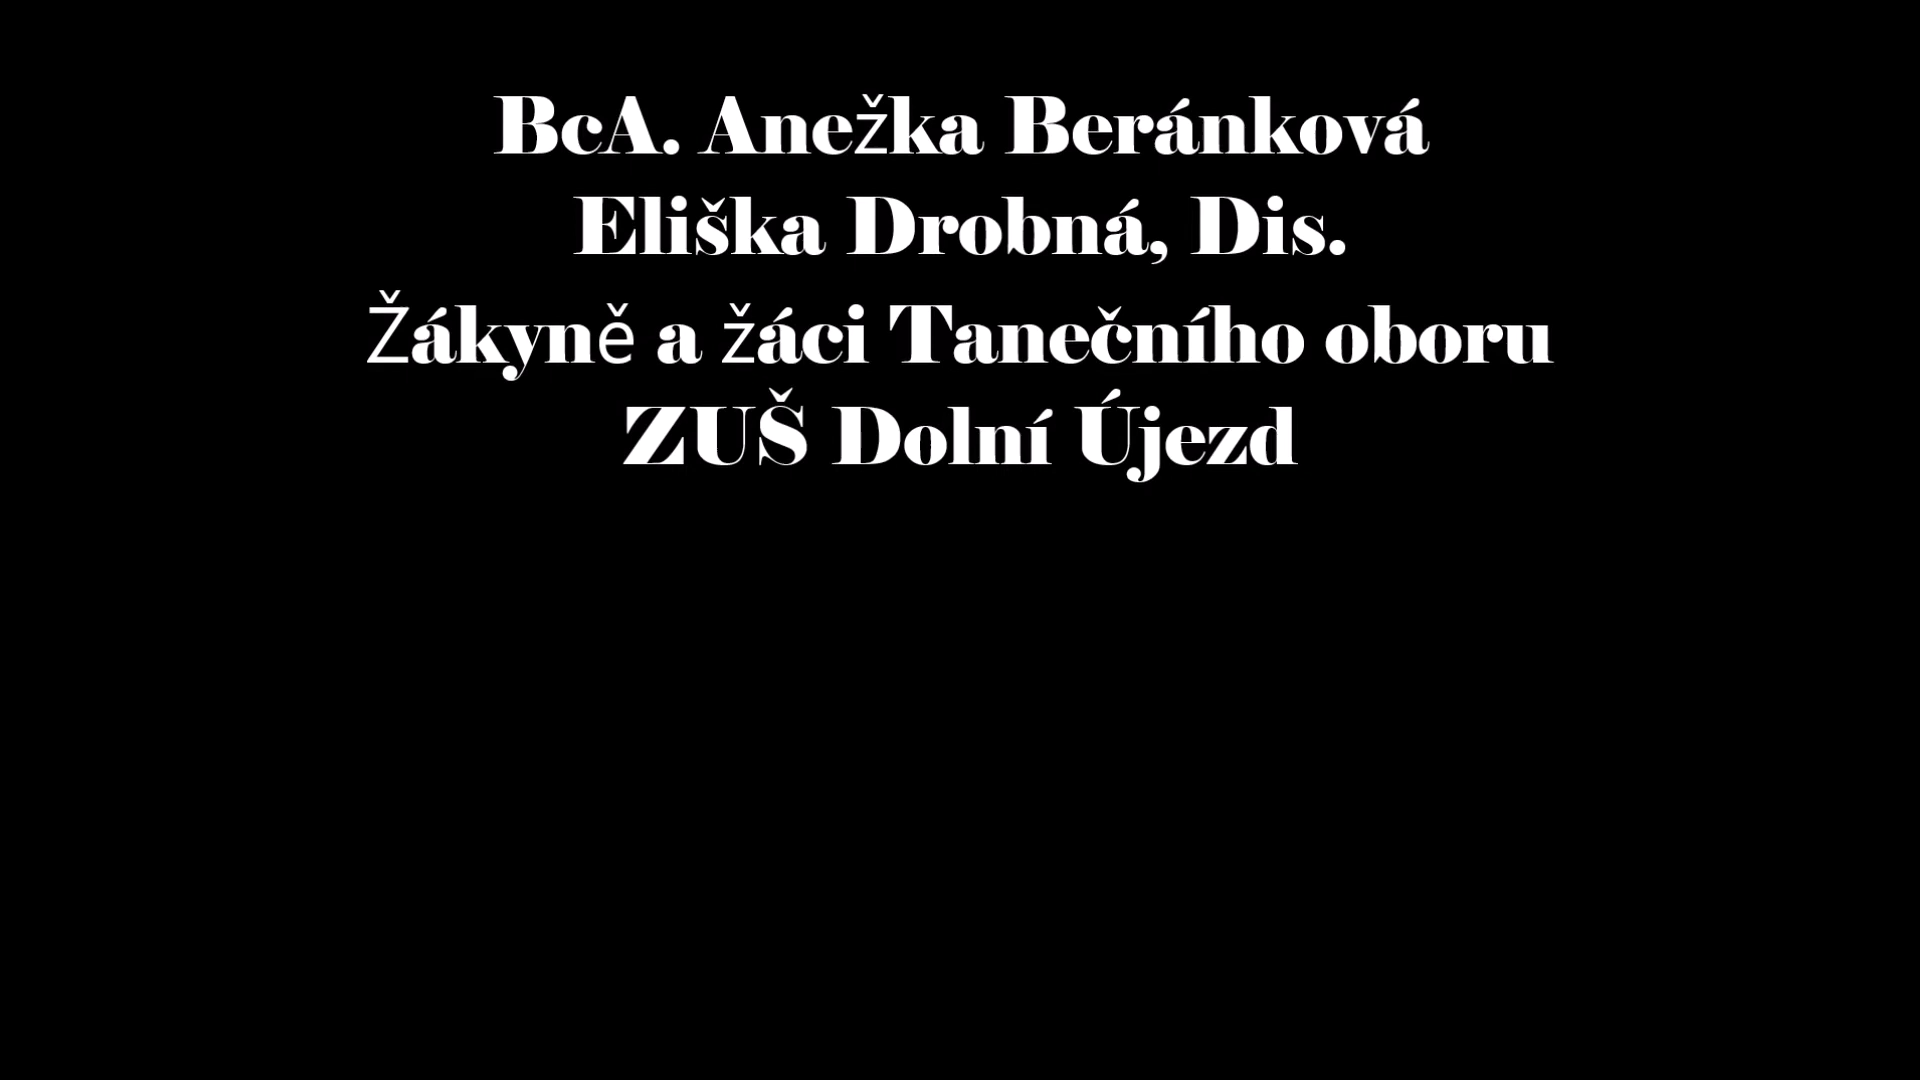 BcA. Anežka Beránková
Eliška Drobná, Dis.
Žákyně a žáci Tanečního oboru
ZUŠ Dolní Újezd